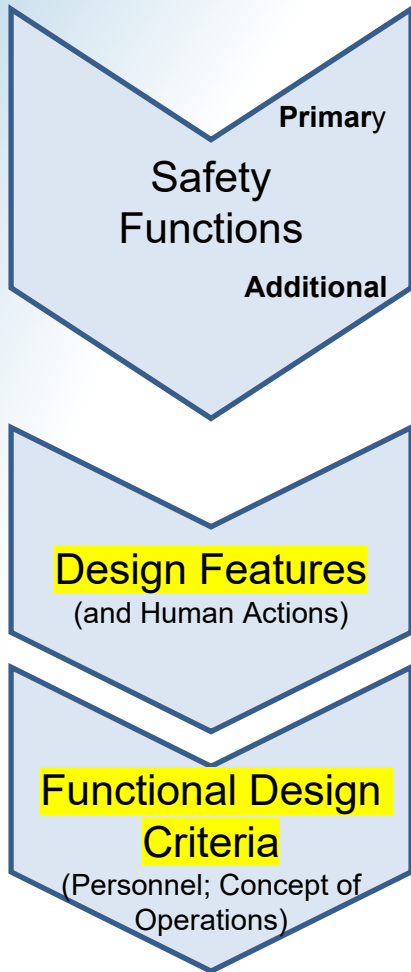 Primary
Safety
Functions
Additional
Design Features
(and Human Actions)
Functional Design
Criteria
(Personnel; Concept of
Operations)